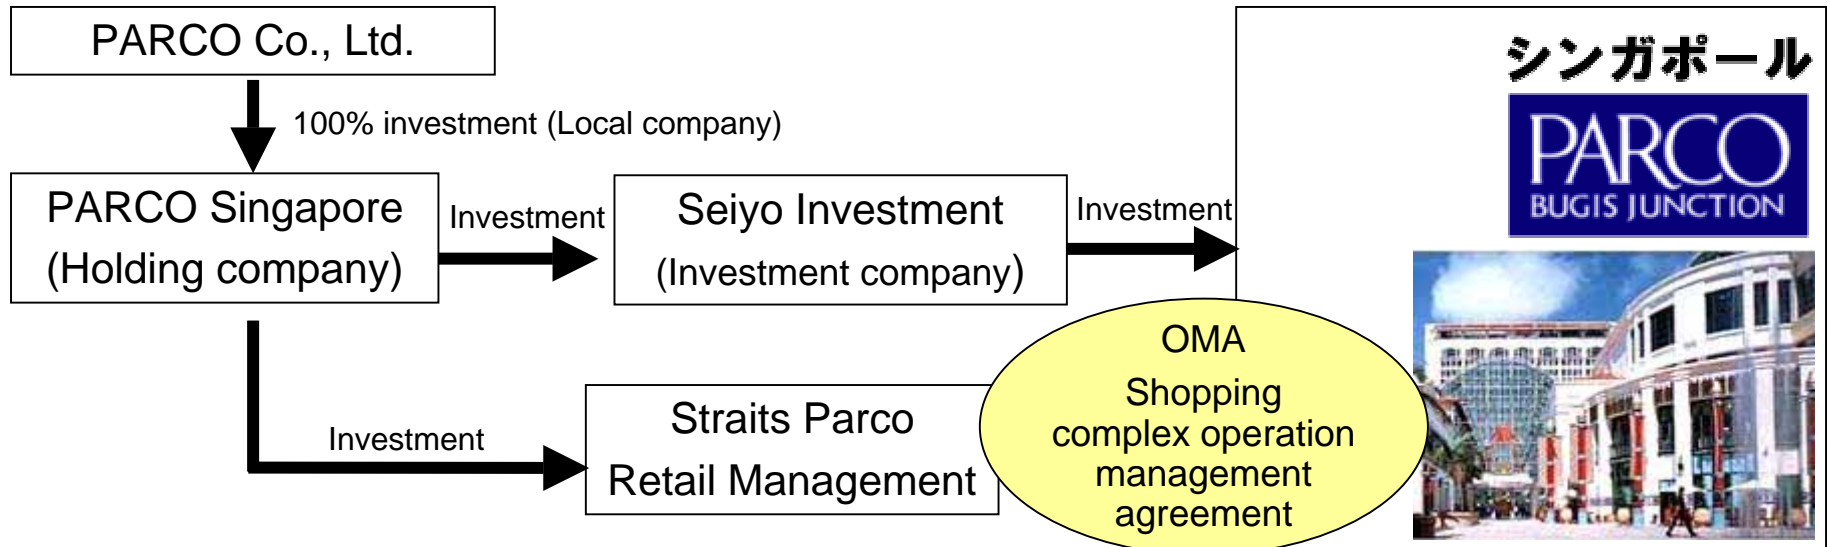 PARCO Co., Ltd.
100% investment (Local company)
PARCO Singapore
(Holding company)
Investment
Seiyo Investment
(Investment company)
Investment
シンガポール
PARCO
BUGIS JUNCTION
Investment
Straits Parco
Retail Management
OMA
Shopping
complex operation
management
agreement